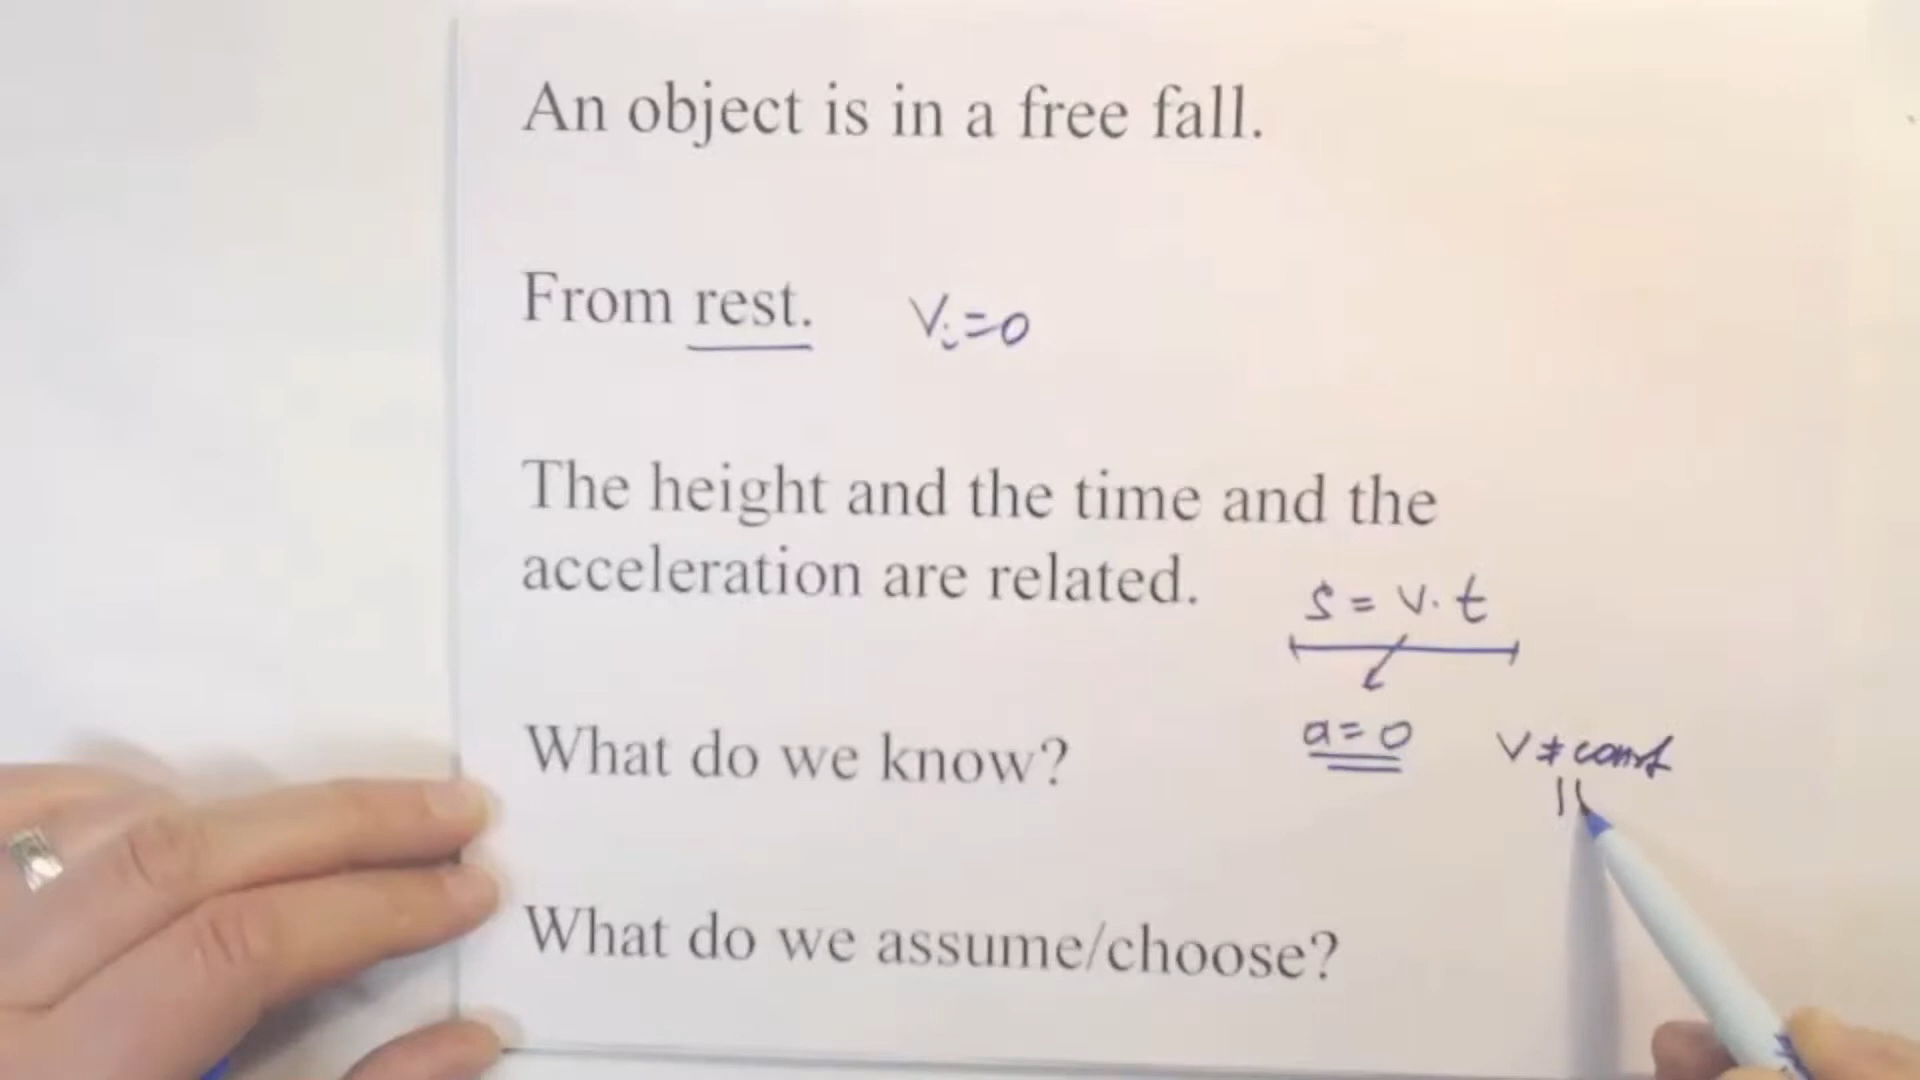 An object is in a free fall.
From rest. Vi=0
The height and the time and the
acceleration are related.
s = v. t
What do we know?
a=0 v ≠ const
What do we assume/choose?